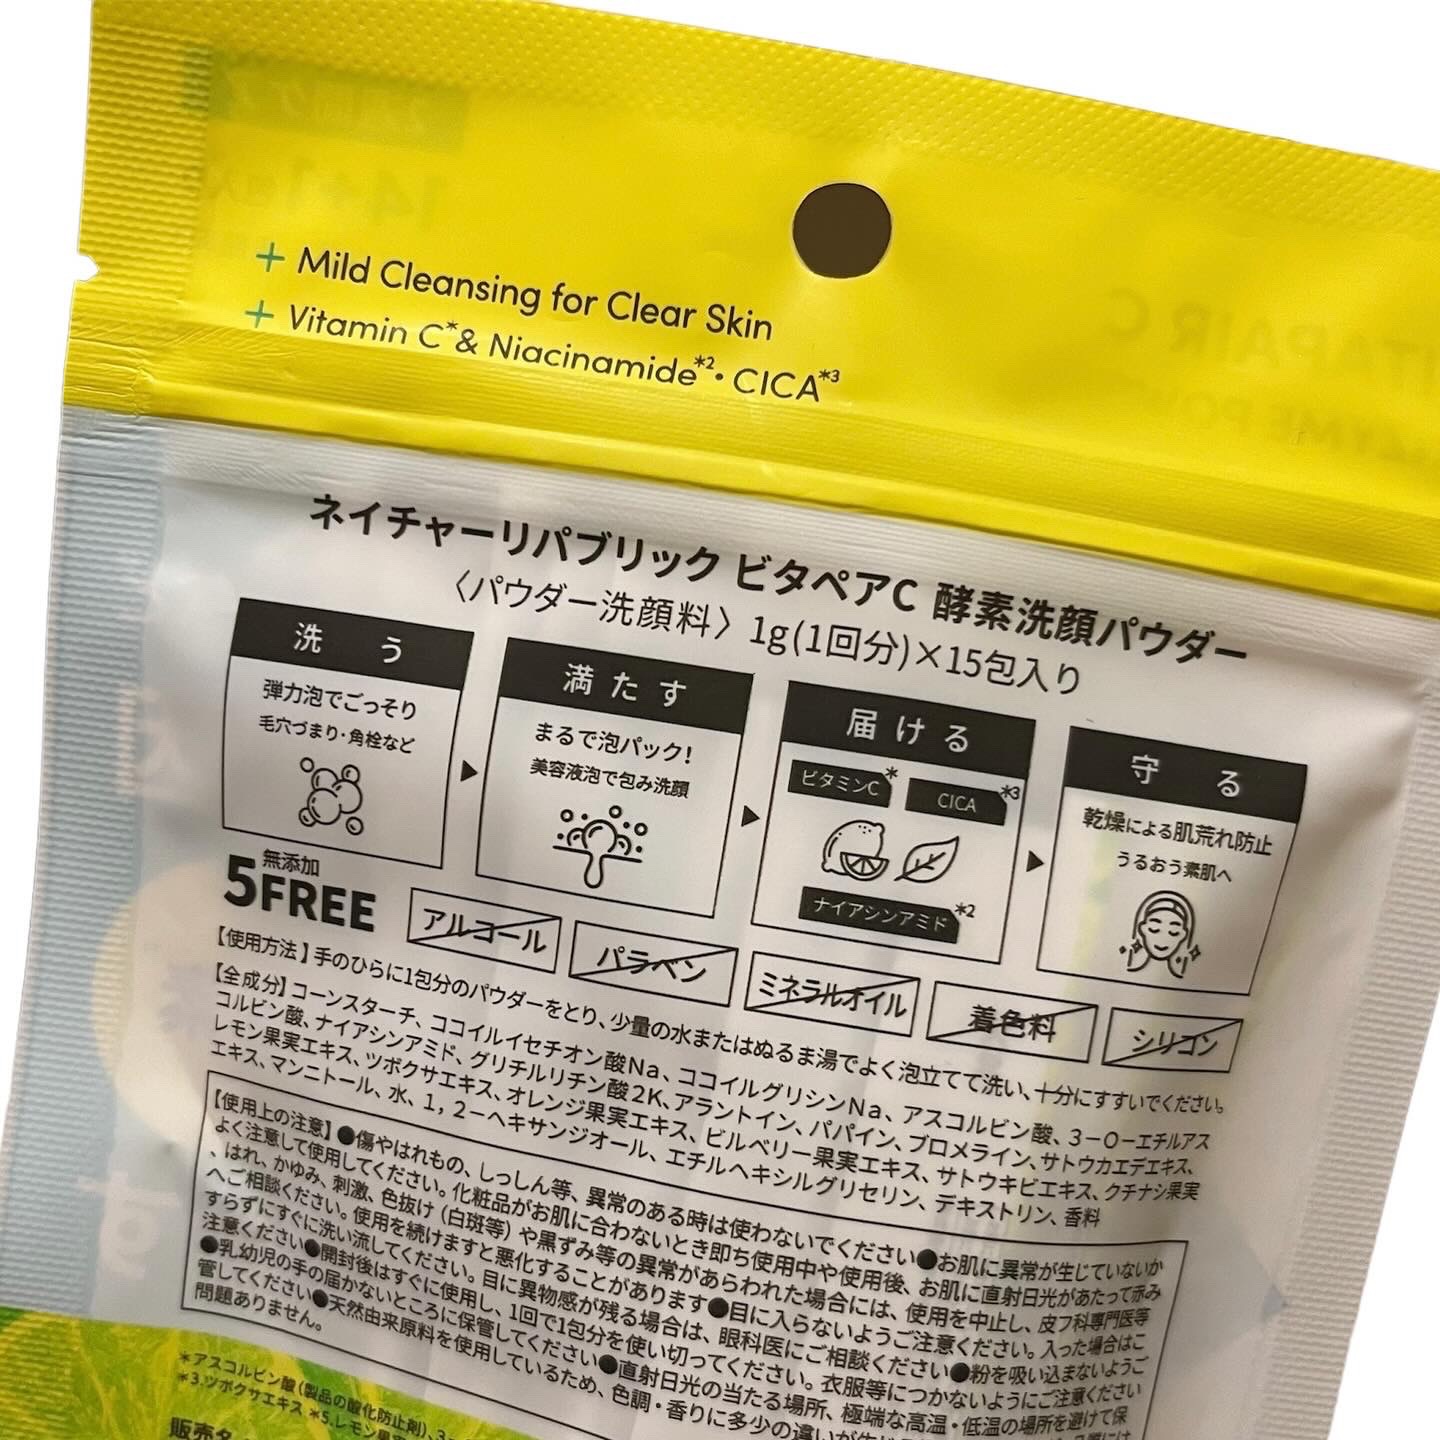 + Mild Cleansing for Clear Skin
+ Vitamin C*& Niacinamide*2・CICA*3
ネイチャーリパブリック ビタペアC 酵素洗顔パウダー
〈パウダー洗顔料〉1g(1回分)×15包入り
洗う
弾力泡でごっそり
毛穴づまり・角栓など
満たす
まるで泡パック!
美容液泡で包み洗顔
届ける
ビタミンC*
CICA*3
ナイアシンアミド*2
守る
乾燥による肌荒れ防止
うるおう素肌へ
無添加
5FREE
アルコール
パラベン
ミネラルオイル
着色料
シリコン
【使用方法】手のひらに1包分のパウダーをとり、少量の水またはぬるま湯でよく泡立てて洗い、十分にすすいでください。
【全成分】コーンスターチ、ココイルイセチオン酸Na、ココイルグリシンNa、アスコルビン酸、3-O-エチルアス
コルビン酸、ナイアシンアミド、グリチルリチン酸2K、アラントイン、パパイン、ブロメライン、サトウカエデエキス、
レモン果実エキス、ツボクサエキス、オレンジ果実エキス、ビルベリー果実エキス、サトウキビエキス、クチナシ果実
エキス、マンニトール、水、1,2-ヘキサンジオール、エチルヘキシルグリセリン、デキストリン、香料
【使用上の注意】●傷やはれもの、しっしん等、異常のある時は使わないでください●お肌に異常が生じていないか
よく注意して使用してください。化粧品がお肌に合わないとき即ち使用中や使用後、お肌に直射日光があたって赤み
、はれ、かゆみ、刺激、色抜け(白斑等)や黒ずみ等の異常があらわれた場合には、使用を中止し、皮フ科専門医等
へご相談ください。使用を続けますと悪化することがあります●目に入らないようご注意ください。入った場合はこ
すらずにすぐに洗い流してください。目に異物感が残る場合は、眼科医にご相談ください●粉を吸い込まないようご
注意ください●開封後はすぐに使用し、1回で1包分を使い切ってください。衣服等につかないようにご注意ください
●乳幼児の手の届かないところに保管してください●直射日光の当たる場所、極端な高温・低温の場所を避けて保
管してください●天然由来原料を使用しているため、色調・香りに多少の違いが
問題ありません。
*アスコルビン酸(製品の酸化防止剤)、
*3.ツボクサエキス *5.レモン果
販売名